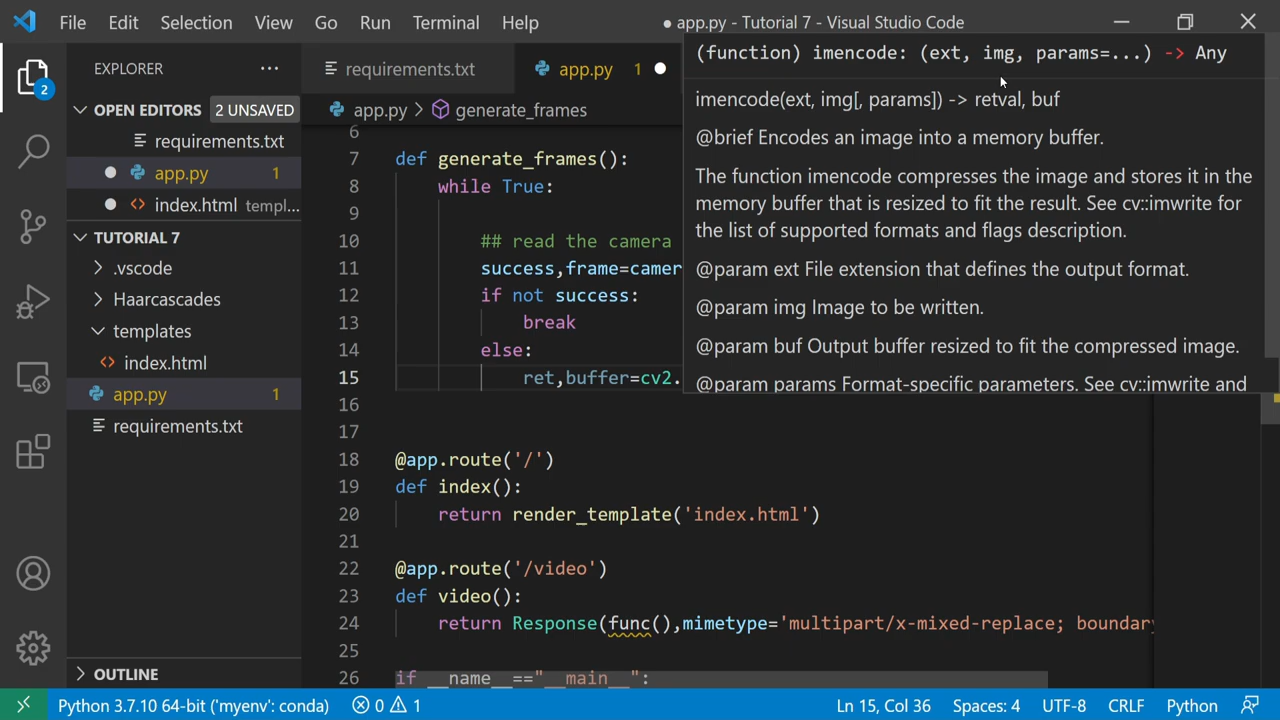 File Edit Selection View Go Run Terminal Help
● app.py - Tutorial 7 - Visual Studio Code
2
EXPLORER ···
OPEN EDITORS 2 UNSAVED
requirements.txt
app.py 1
index.html templ...
TUTORIAL 7
.vscode
Haarcascades
templates
index.html
app.py 1
requirements.txt
OUTLINE
requirements.txt
app.py 1
app.py > generate_frames
6
7 def generate_frames():
8 while True:
9
10 ## read the camera
11 success,frame=camer
12 if not success:
13 break
14 else:
15 ret,buffer=cv2.
16
17
18 @app.route('/')
19 def index():
20 return render_template('index.html')
21
22 @app.route('/video')
23 def video():
24 return Response(func(),mimetype='multipart/x-mixed-replace; boundary
25
26 if __name__=="__main__":
(function) imencode: (ext, img, params=...) -> Any
imencode(ext, img[, params]) -> retval, buf
@brief Encodes an image into a memory buffer.
The function imencode compresses the image and stores it in the
memory buffer that is resized to fit the result. See cv::imwrite for
the list of supported formats and flags description.
@param ext File extension that defines the output format.
@param img Image to be written.
@param buf Output buffer resized to fit the compressed image.
@param params Format-specific parameters. See cv::imwrite and
Python 3.7.10 64-bit ('myenv': conda) 0 1 Ln 15, Col 36 Spaces: 4 UTF-8 CRLF Python